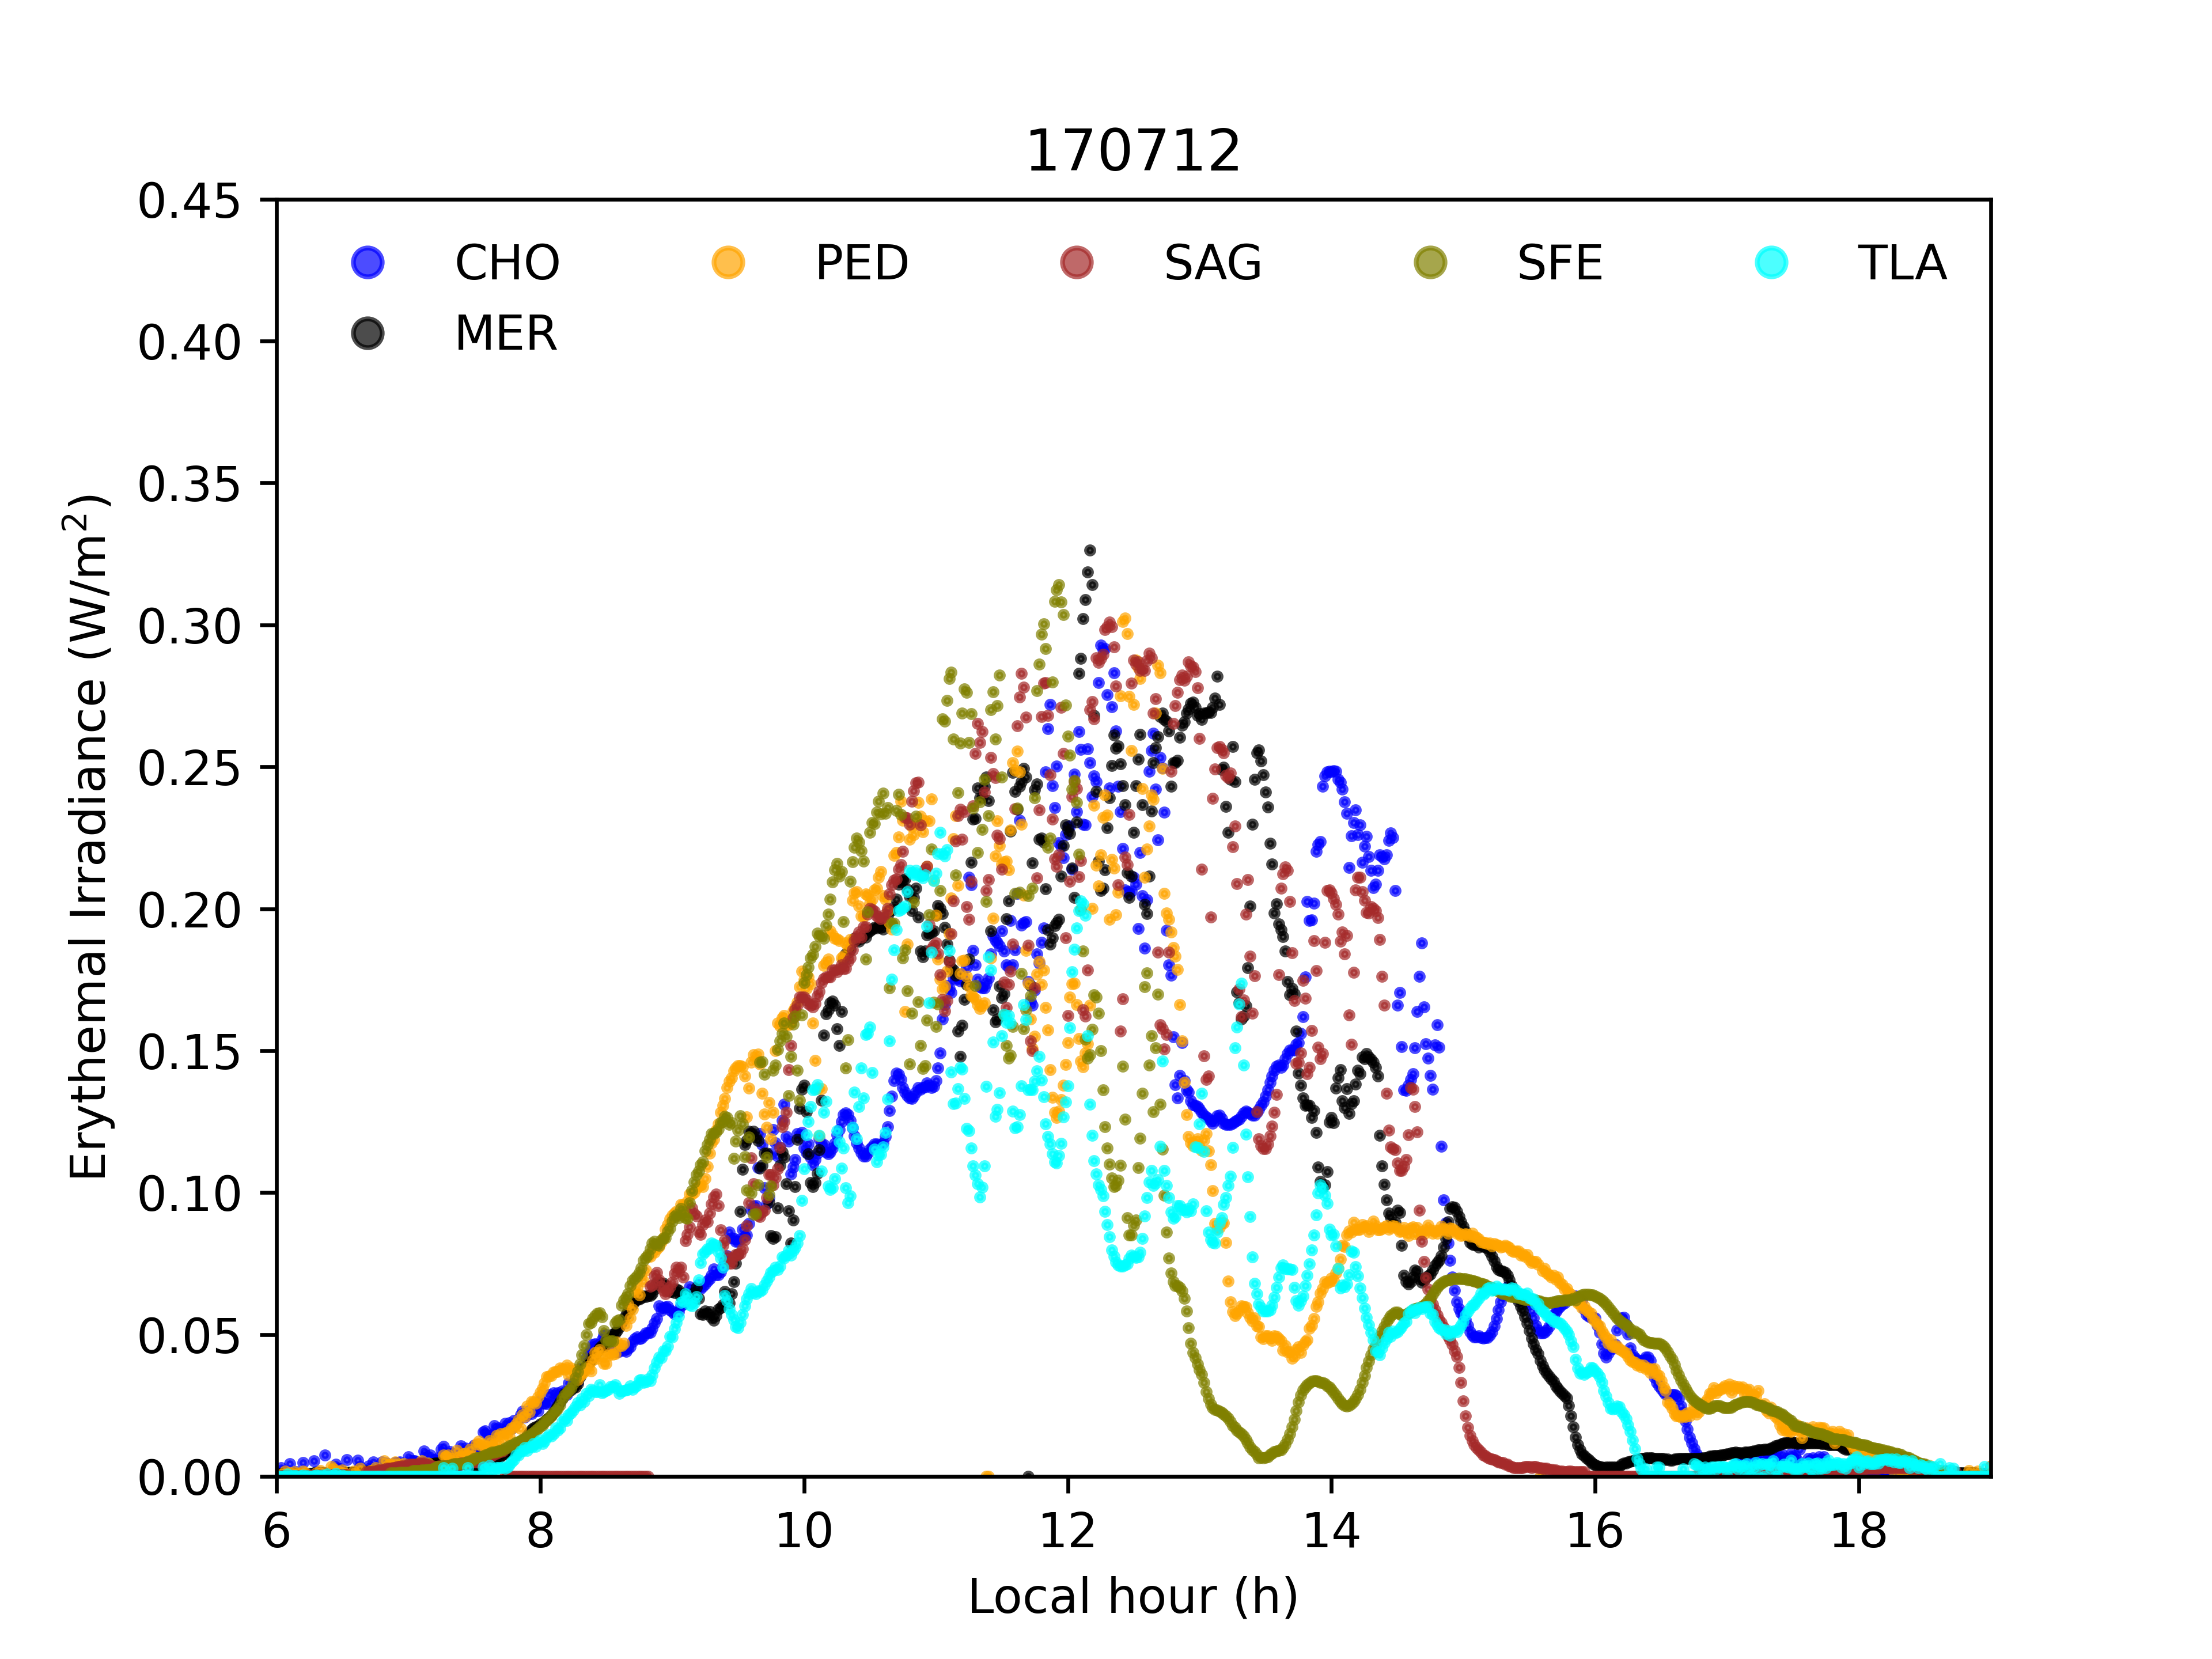 170712
CHO PED SAG SFE TLA
MER
0.45
0.40
0.35
0.30
0.25
0.20
0.15
0.10
0.05
0.00
Erythemal Irradiance (W/m²)
6 8 10 12 14 16 18
Local hour (h)